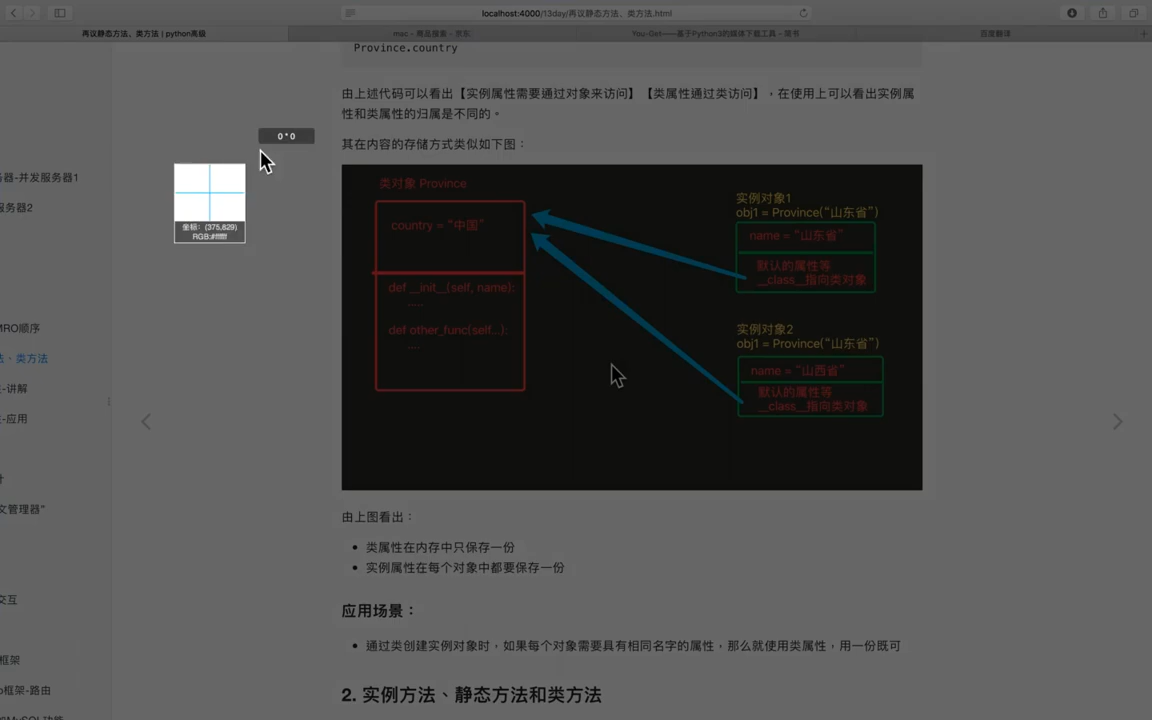 localhost:4000/13day/再议静态方法、类方法.html
再议静态方法、类方法 | python高级
mac - 商品搜索 - 京东
You-Get——基于Python3的媒体下载工具 - 简书
百度翻译
Province.country
由上述代码可以看出【实例属性需要通过对象来访问】【类属性通过类访问】，在使用上可以看出实例属
性和类属性的归属是不同的。
其在内容的存储方式类似如下图：
0 * 0
坐标: (375,829)
RGB:#ffffff
类对象 Province
country = “中国”
def __init__(self, name):
.....
def other_func(self...):
....
实例对象1
obj1 = Province(“山东省”)
name = “山东省”
默认的属性等
__class__指向类对象
实例对象2
obj1 = Province(“山东省”)
name = “山西省”
默认的属性等
__class__指向类对象
器-并发服务器1
服务器2
MRO顺序
法、类方法
-讲解
-应用
文管理器"
交互
框架
框架-路由
由上图看出：
类属性在内存中只保存一份
实例属性在每个对象中都要保存一份
应用场景：
通过类创建实例对象时，如果每个对象需要具有相同名字的属性，那么就使用类属性，用一份既可
2. 实例方法、静态方法和类方法